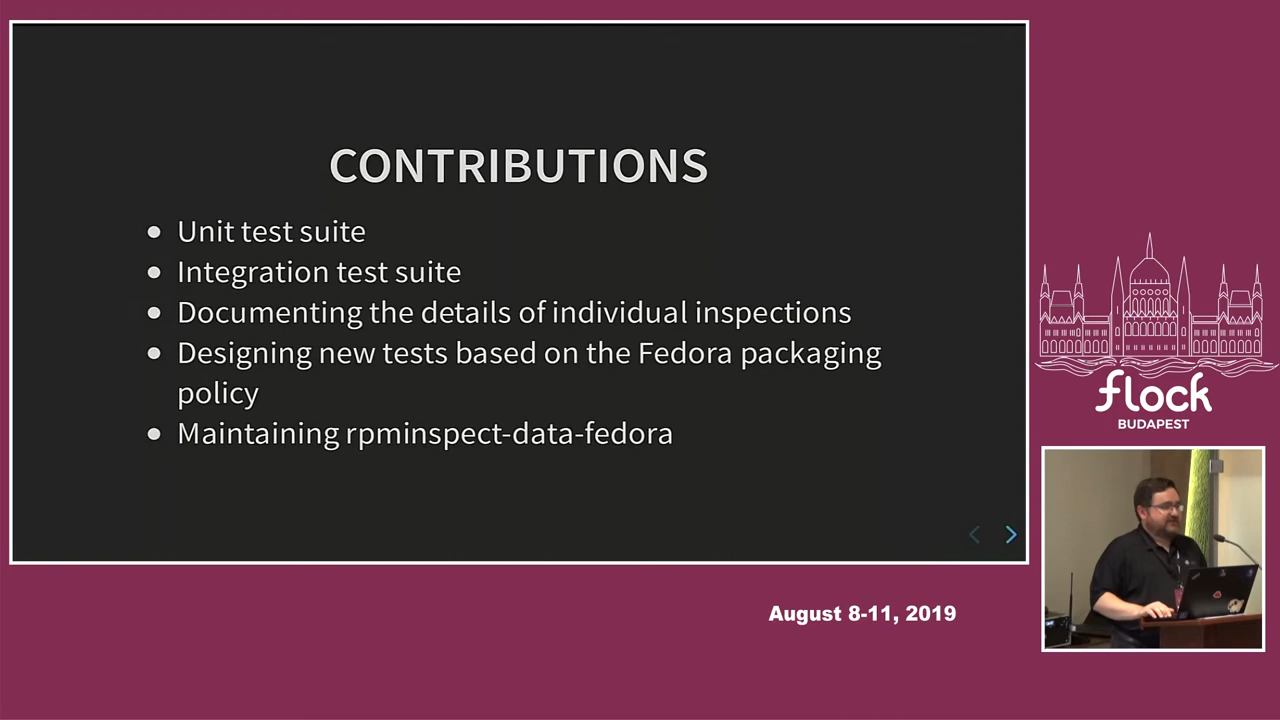 CONTRIBUTIONS
Unit test suite
Integration test suite
Documenting the details of individual inspections
Designing new tests based on the Fedora packaging
policy
Maintaining rpminspect-data-fedora
flock
BUDAPEST
August 8-11, 2019